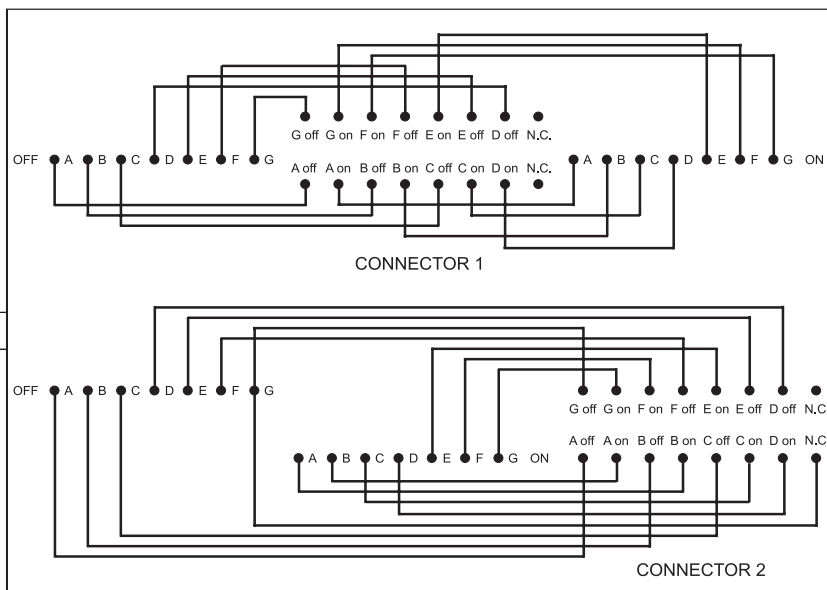 G off G on F on F off E on E off D off N.C.
OFF A B C D E F G
A off A on B off B on C off C on D on N.C.
A B C D E F G ON
CONNECTOR 1
OFF A B C D E F G
G off G on F on F off E on E off D off N.C
A off A on B off B on C off C on D on N.C
A B C D E F G ON
CONNECTOR 2